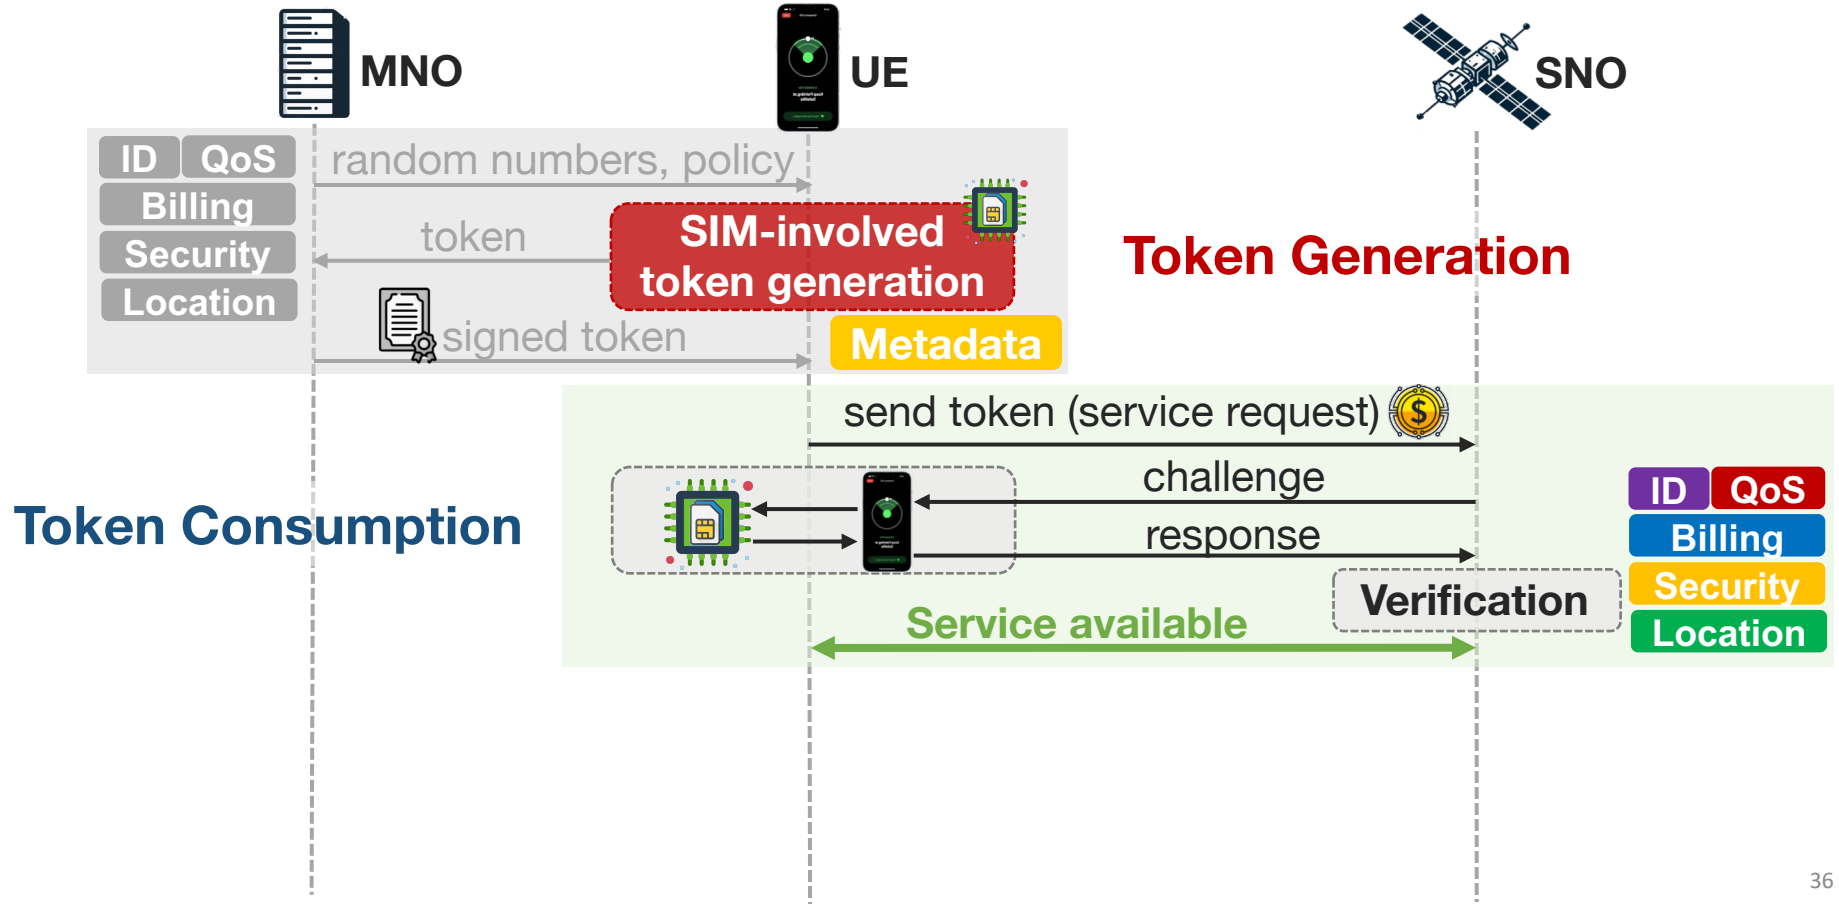 MNO
UE
SNO
ID QoS
Billing
Security
Location
random numbers, policy
token
SIM-involved
token generation
signed token
Metadata
Token Generation
send token (service request)
$
challenge
response
Token Consumption
ID QoS
Billing
Security
Location
Verification
Service available
36